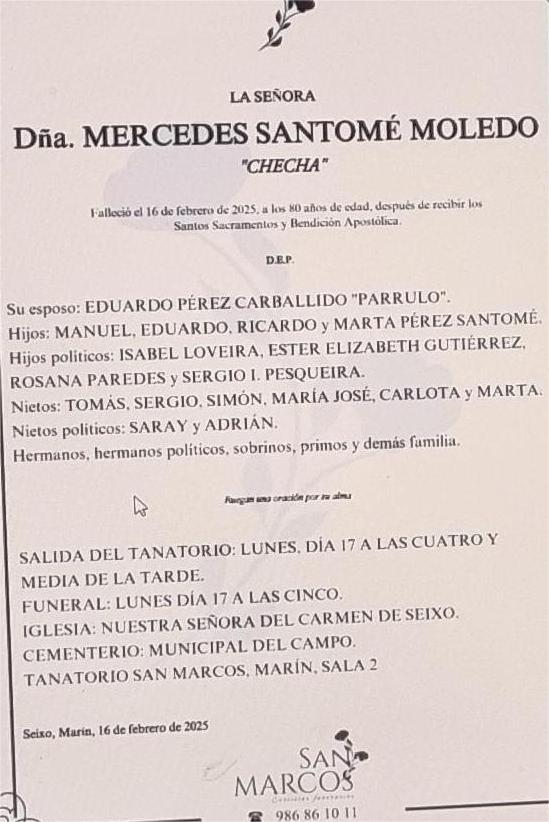 LA SEÑORA
Dña. MERCEDES SANTOMÉ MOLEDO
"CHECHA"
Falleció el 16 de febrero de 2025, a los 80 años de edad, después de recibir los
Santos Sacramentos y Bendición Apostólica.
D.E.P.
Su esposo: EDUARDO PÉREZ CARBALLIDO "PARRULO".
Hijos: MANUEL, EDUARDO, RICARDO y MARTA PÉREZ SANTOMÉ.
Hijos políticos: ISABEL LOVEIRA, ESTER ELIZABETH GUTIÉRREZ,
ROSANA PAREDES y SERGIO I. PESQUEIRA.
Nietos: TOMÁS, SERGIO, SIMÓN, MARÍA JOSÉ, CARLOTA y MARTA.
Nietos políticos: SARAY y ADRIÁN.
Hermanos, hermanos políticos, sobrinos, primos y demás familia.
Ruegan una oración por su alma
SALIDA DEL TANATORIO: LUNES, DÍA 17 A LAS CUATRO Y
MEDIA DE LA TARDE.
FUNERAL: LUNES DÍA 17 A LAS CINCO.
IGLESIA: NUESTRA SEÑORA DEL CARMEN DE SEIXO.
CEMENTERIO: MUNICIPAL DEL CAMPO.
TANATORIO SAN MARCOS, MARÍN, SALA 2
Seixo, Marín, 16 de febrero de 2025
SAN
MARCOS
☎ 986 86 10 11